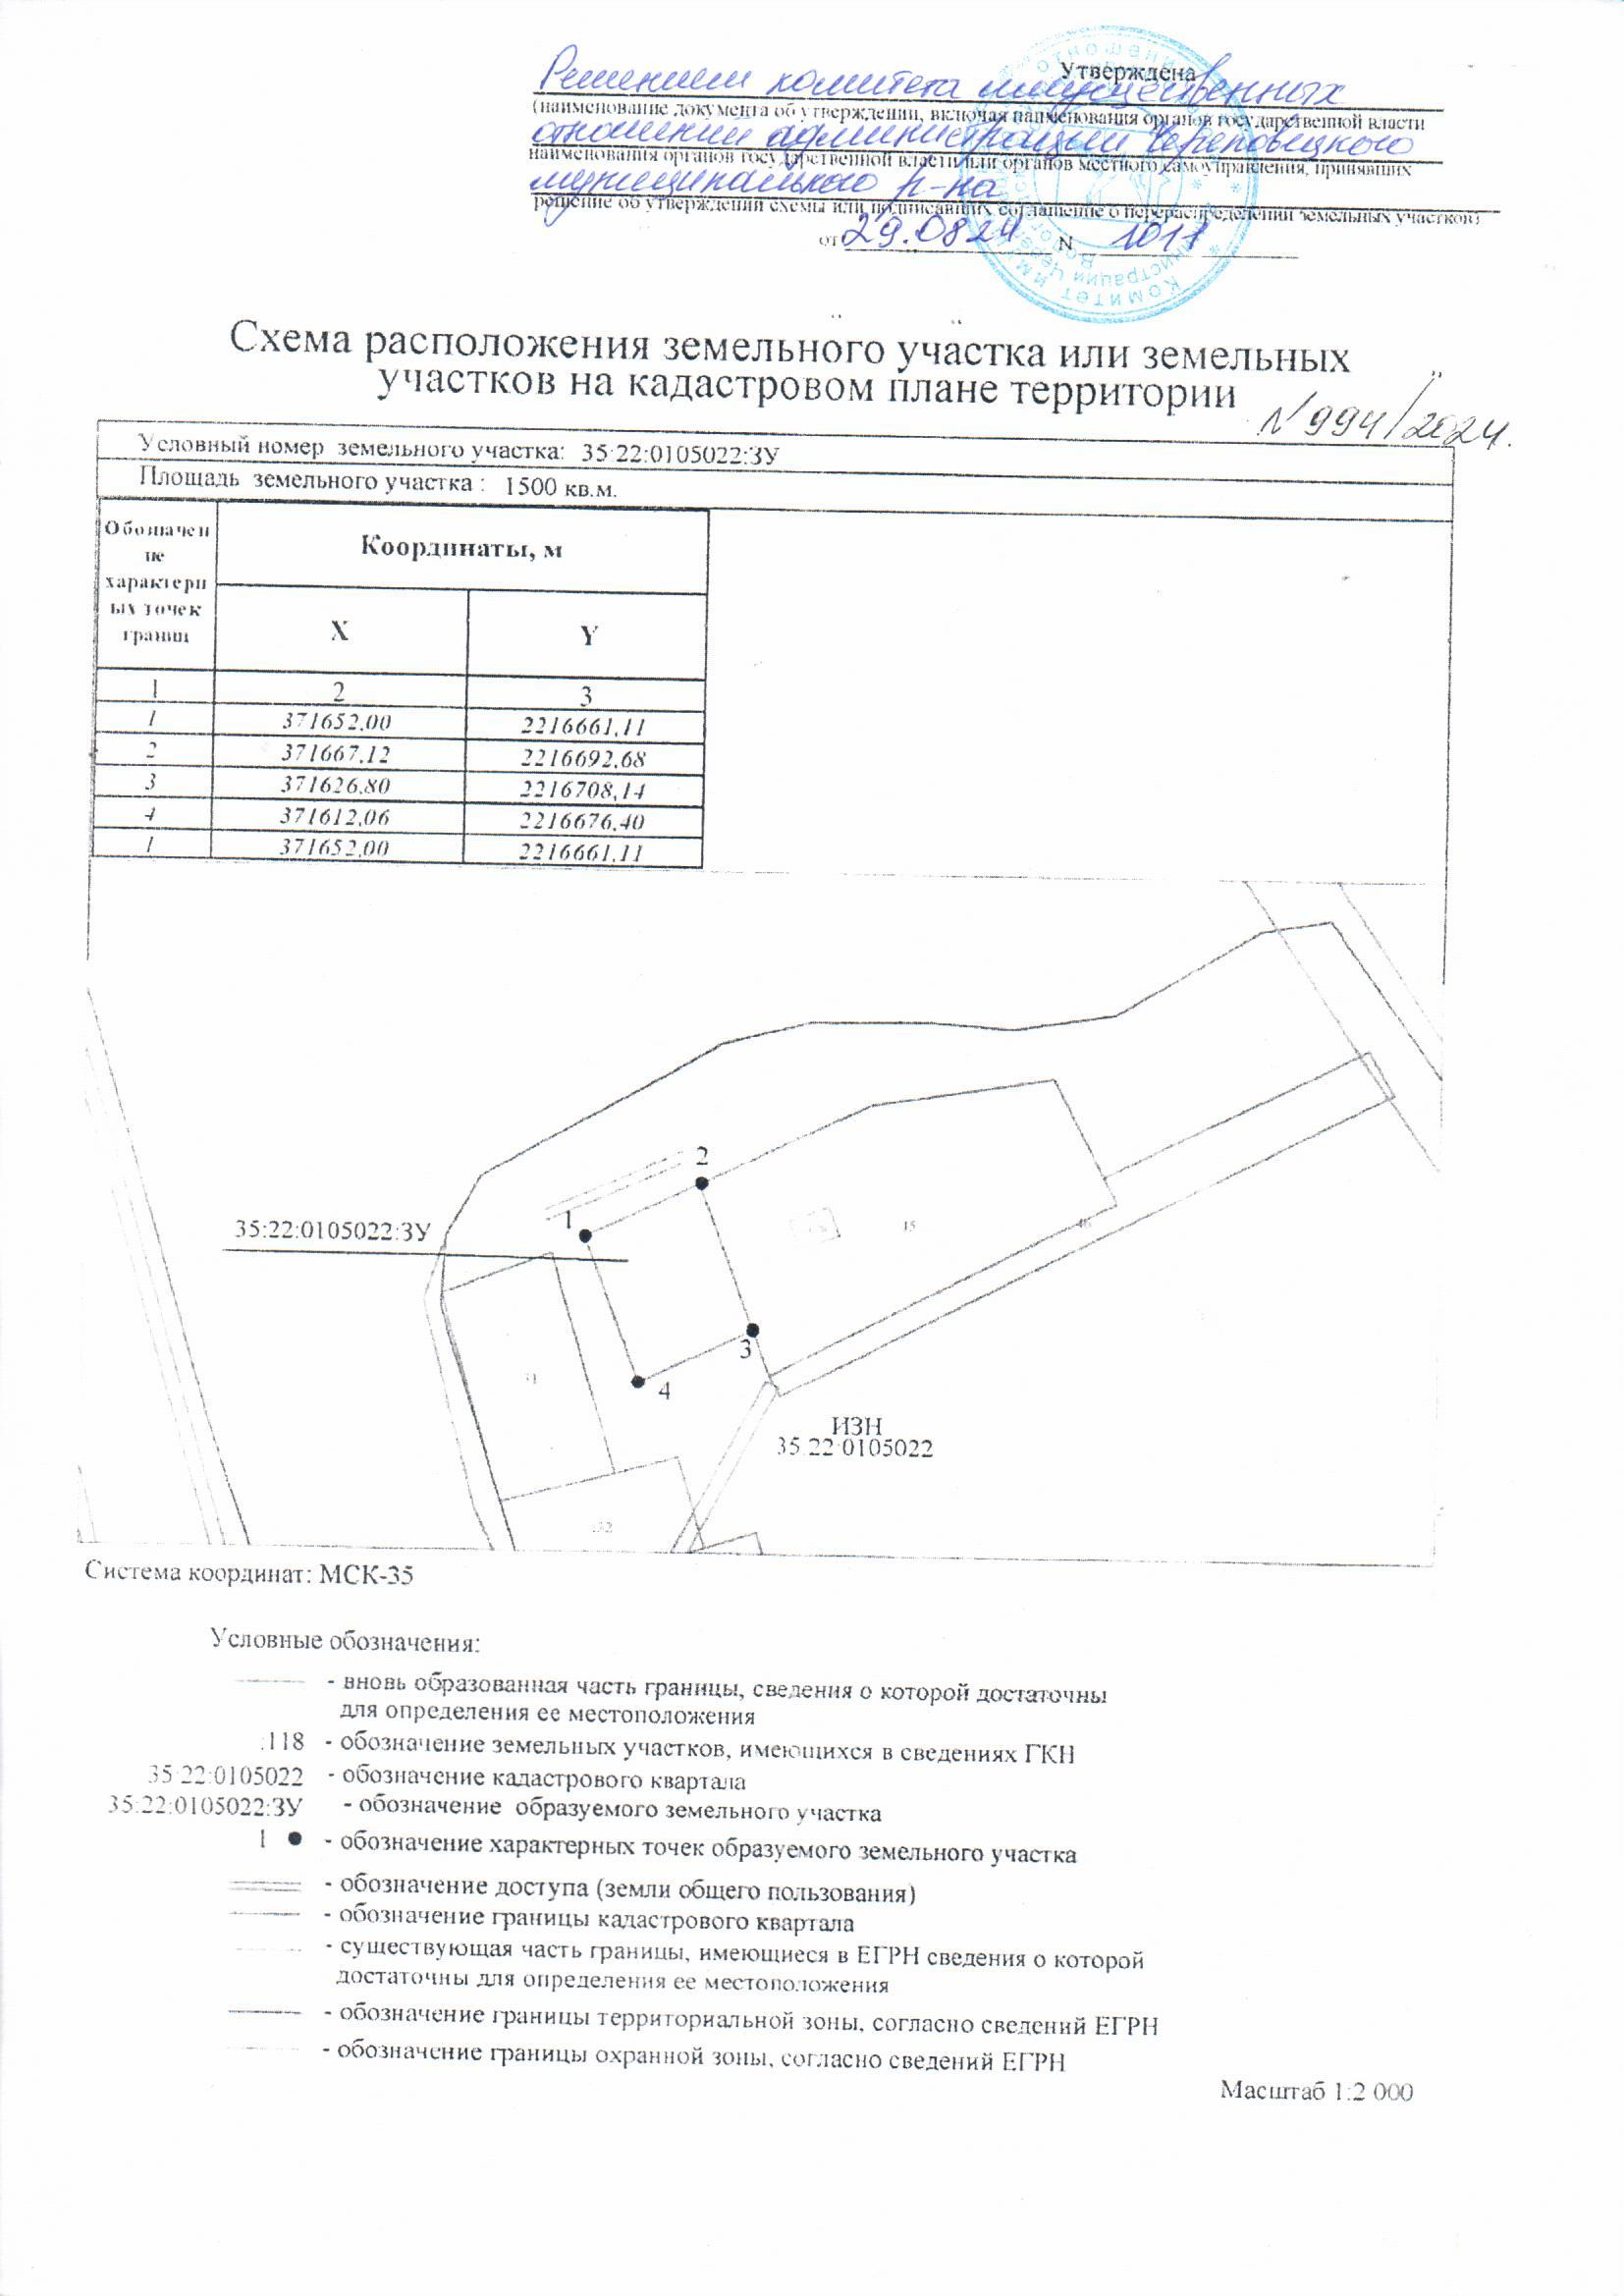 Утверждена
Решением комитета имущественных
(наименование документа об утверждении, включая наименования органов государственной власти
отношений администрации Череповецкого
наименования органов государственной власти или органов местного самоуправления, принявших
муниципального р-на
решение об утверждении схемы или подписавших соглашение о перераспределении земельных участков)
от 29.08 24 N 1011
Схема расположения земельного участка или земельных
участков на кадастровом плане территории
N 994/2024.
Условный номер земельного участка: 35:22:0105022:ЗУ
Площадь земельного участка : 1500 кв.м.
Обозначен
ие
характерн
ых точек
границ
Координаты, м
X Y
1 2 3
1 371652,00 2216661,11
2 371667,12 2216692,68
3 371626,80 2216708,14
4 371612,06 2216676,40
1 371652,00 2216661,11
2
1
35:22:0105022:ЗУ
15
46
3
4
ИЗН
35:22:0105022
Система координат: МСК-35
Условные обозначения:
- вновь образованная часть границы, сведения о которой достаточны
для определения ее местоположения
:118 - обозначение земельных участков, имеющихся в сведениях ГКН
35:22:0105022 - обозначение кадастрового квартала
35:22:0105022:ЗУ - обозначение образуемого земельного участка
1 ● - обозначение характерных точек образуемого земельного участка
- обозначение доступа (земли общего пользования)
- обозначение границы кадастрового квартала
- существующая часть границы, имеющиеся в ЕГРН сведения о которой
достаточны для определения ее местоположения
- обозначение границы территориальной зоны, согласно сведений ЕГРН
- обозначение границы охранной зоны, согласно сведений ЕГРН
Масштаб 1:2 000